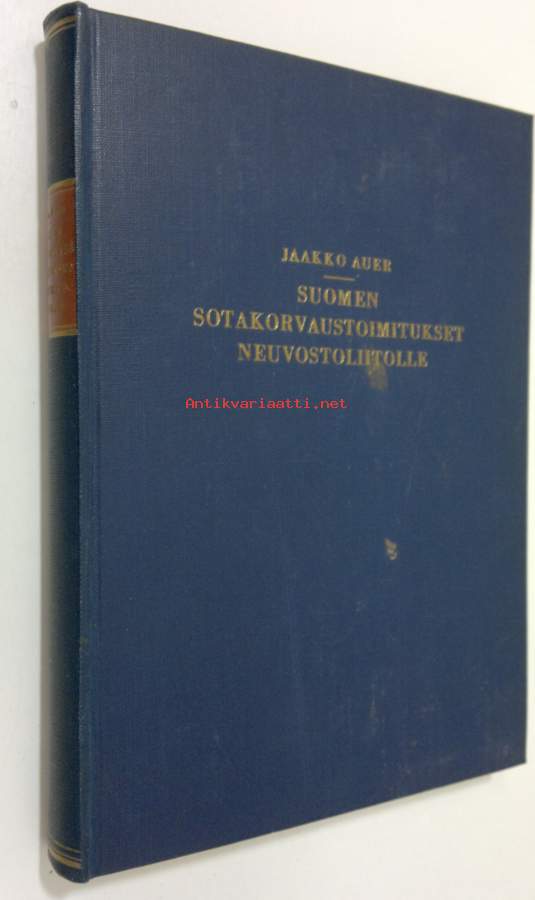 JAAKKO AUER
SUOMEN
SOTAKORVAUSTOIMITUKSET
NEUVOSTOLIITOLLE
Antikvariaatti.net